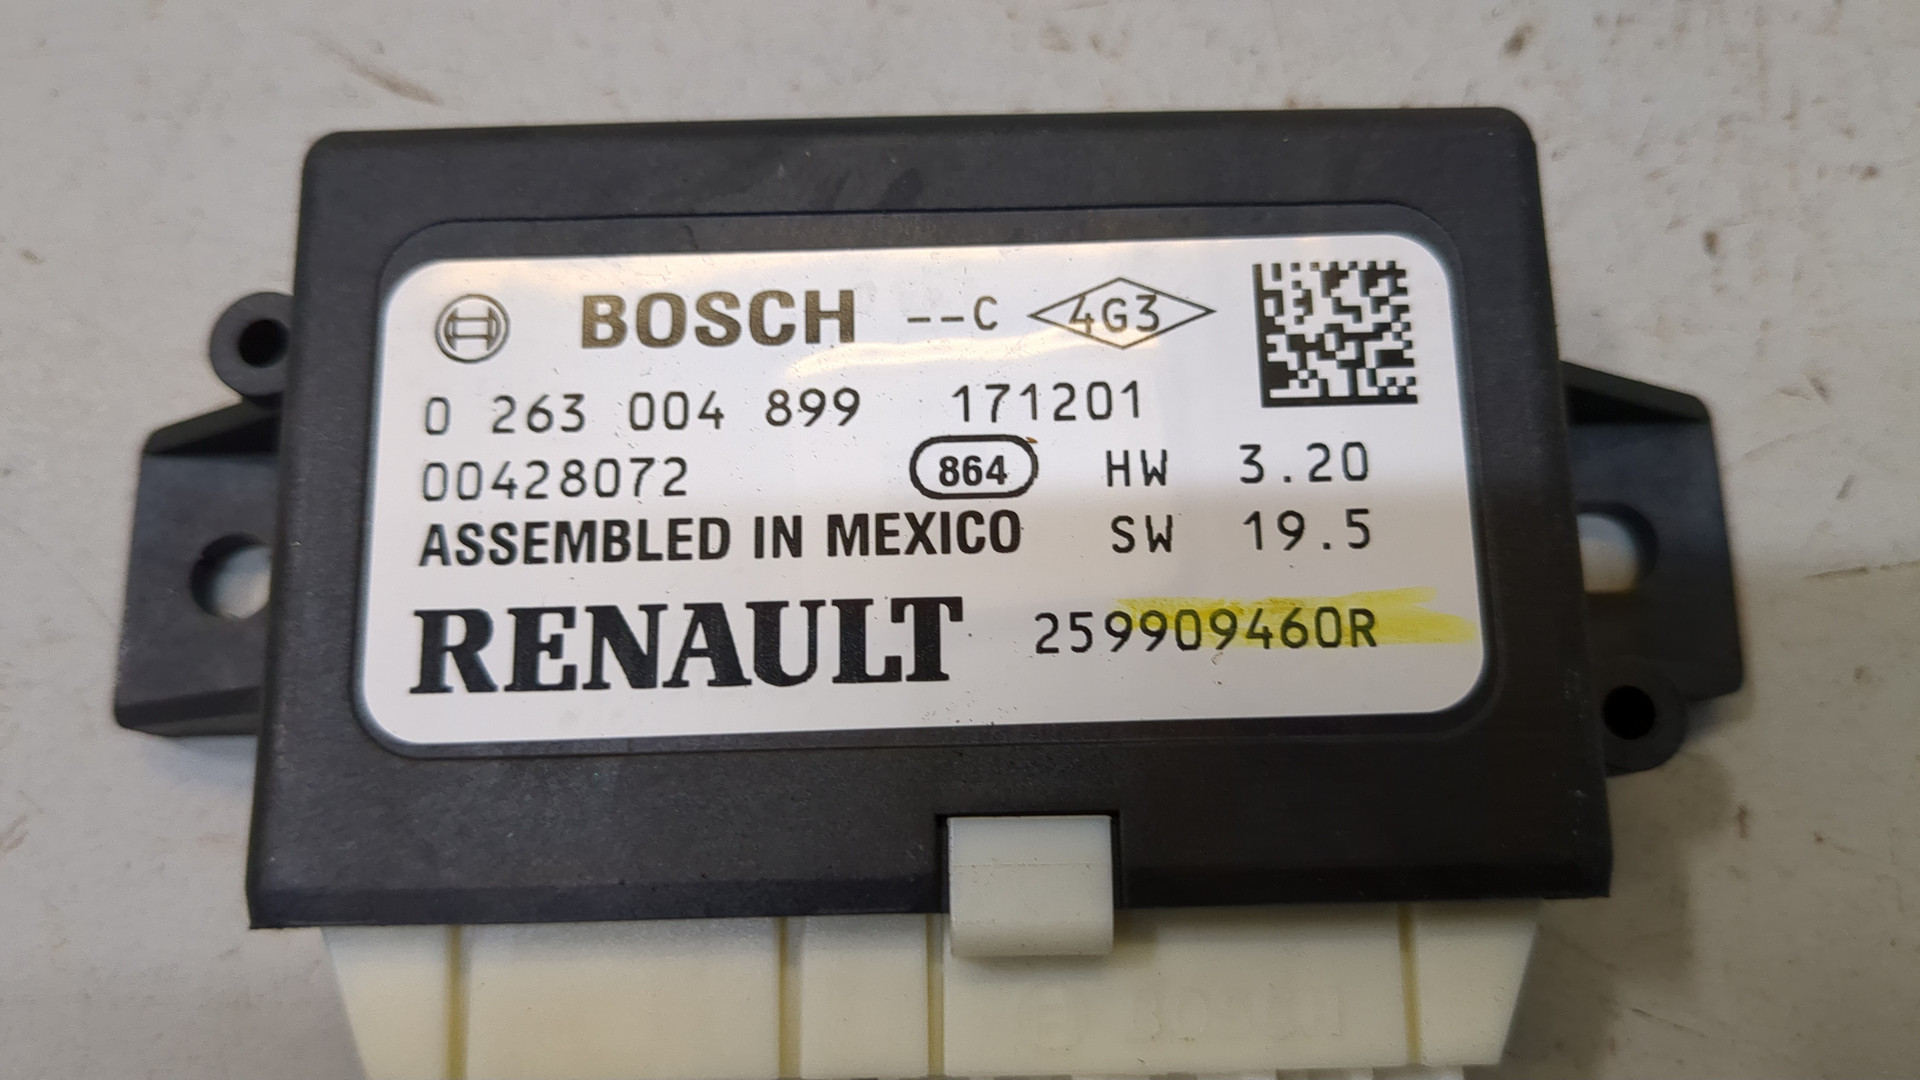 BOSCH --C 4G3
0 263 004 899 171201
00428072 864 HW 3.20
ASSEMBLED IN MEXICO SW 19.5
RENAULT 259909460R